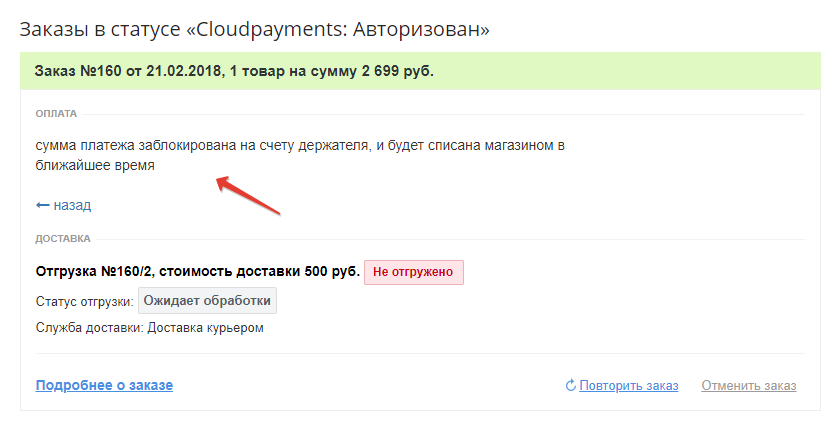 Заказы в статусе «Cloudpayments: Авторизован»
Заказ №160 от 21.02.2018, 1 товар на сумму 2 699 руб.
ОПЛАТА
сумма платежа заблокирована на счету держателя, и будет списана магазином в
ближайшее время
назад
ДОСТАВКА
Отгрузка №160/2, стоимость доставки 500 руб. Не отгружено
Статус отгрузки: Ожидает обработки
Служба доставки: Доставка курьером
Подробнее о заказе Повторить заказ Отменить заказ